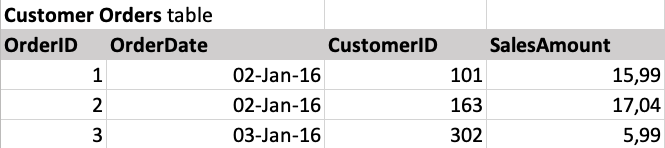 Customer Orders table
OrderID OrderDate CustomerID SalesAmount
1 02-Jan-16 101 15,99
2 02-Jan-16 163 17,04
3 03-Jan-16 302 5,99